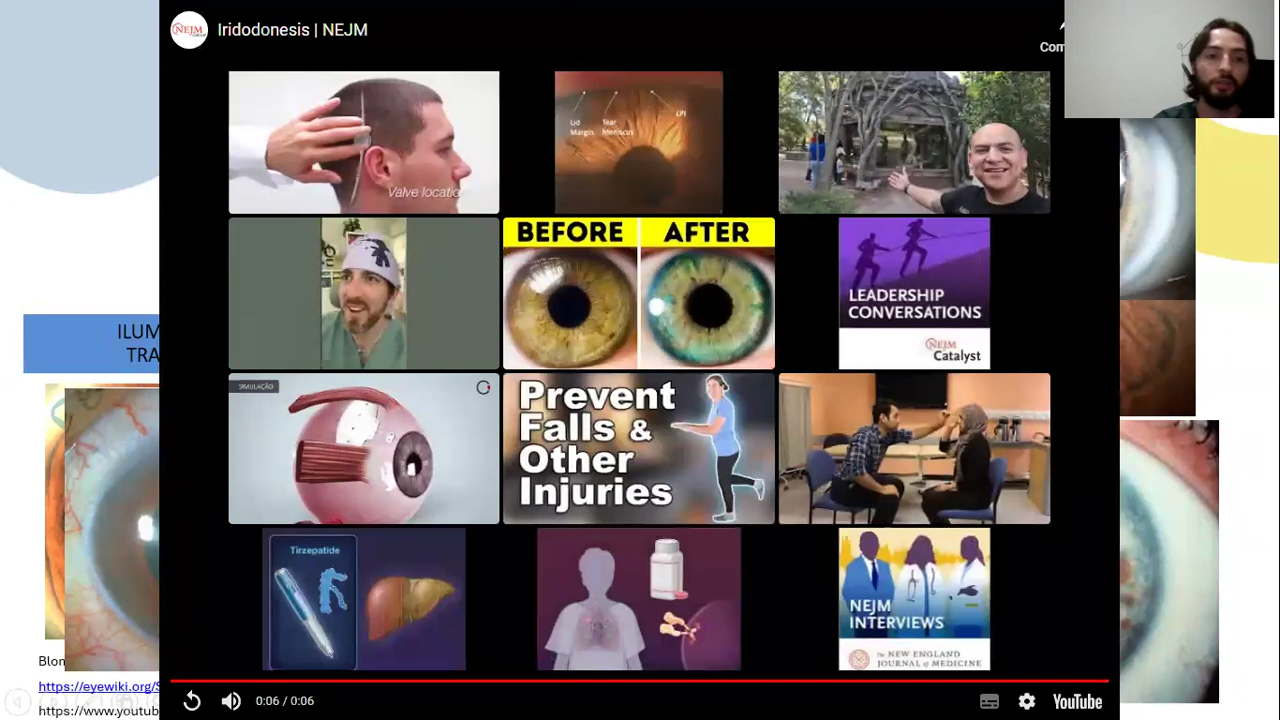 NEJM
GROUP
Iridodonesis | NEJM
Com
Valve location
Lid
Margin
Tear
Meniscus
LPI
BEFORE
AFTER
LEADERSHIP
CONVERSATIONS
NEJM
Catalyst
ILUM
TRA
SIMULAÇÃO
Prevent
Falls &
Other
Injuries
Tirzepatide
NEJM
INTERVIEWS
The NEW ENGLAND
JOURNAL of MEDICINE
Blon
https://eyewiki.org/S
https://www.youtub
0:06 / 0:06
YouTube